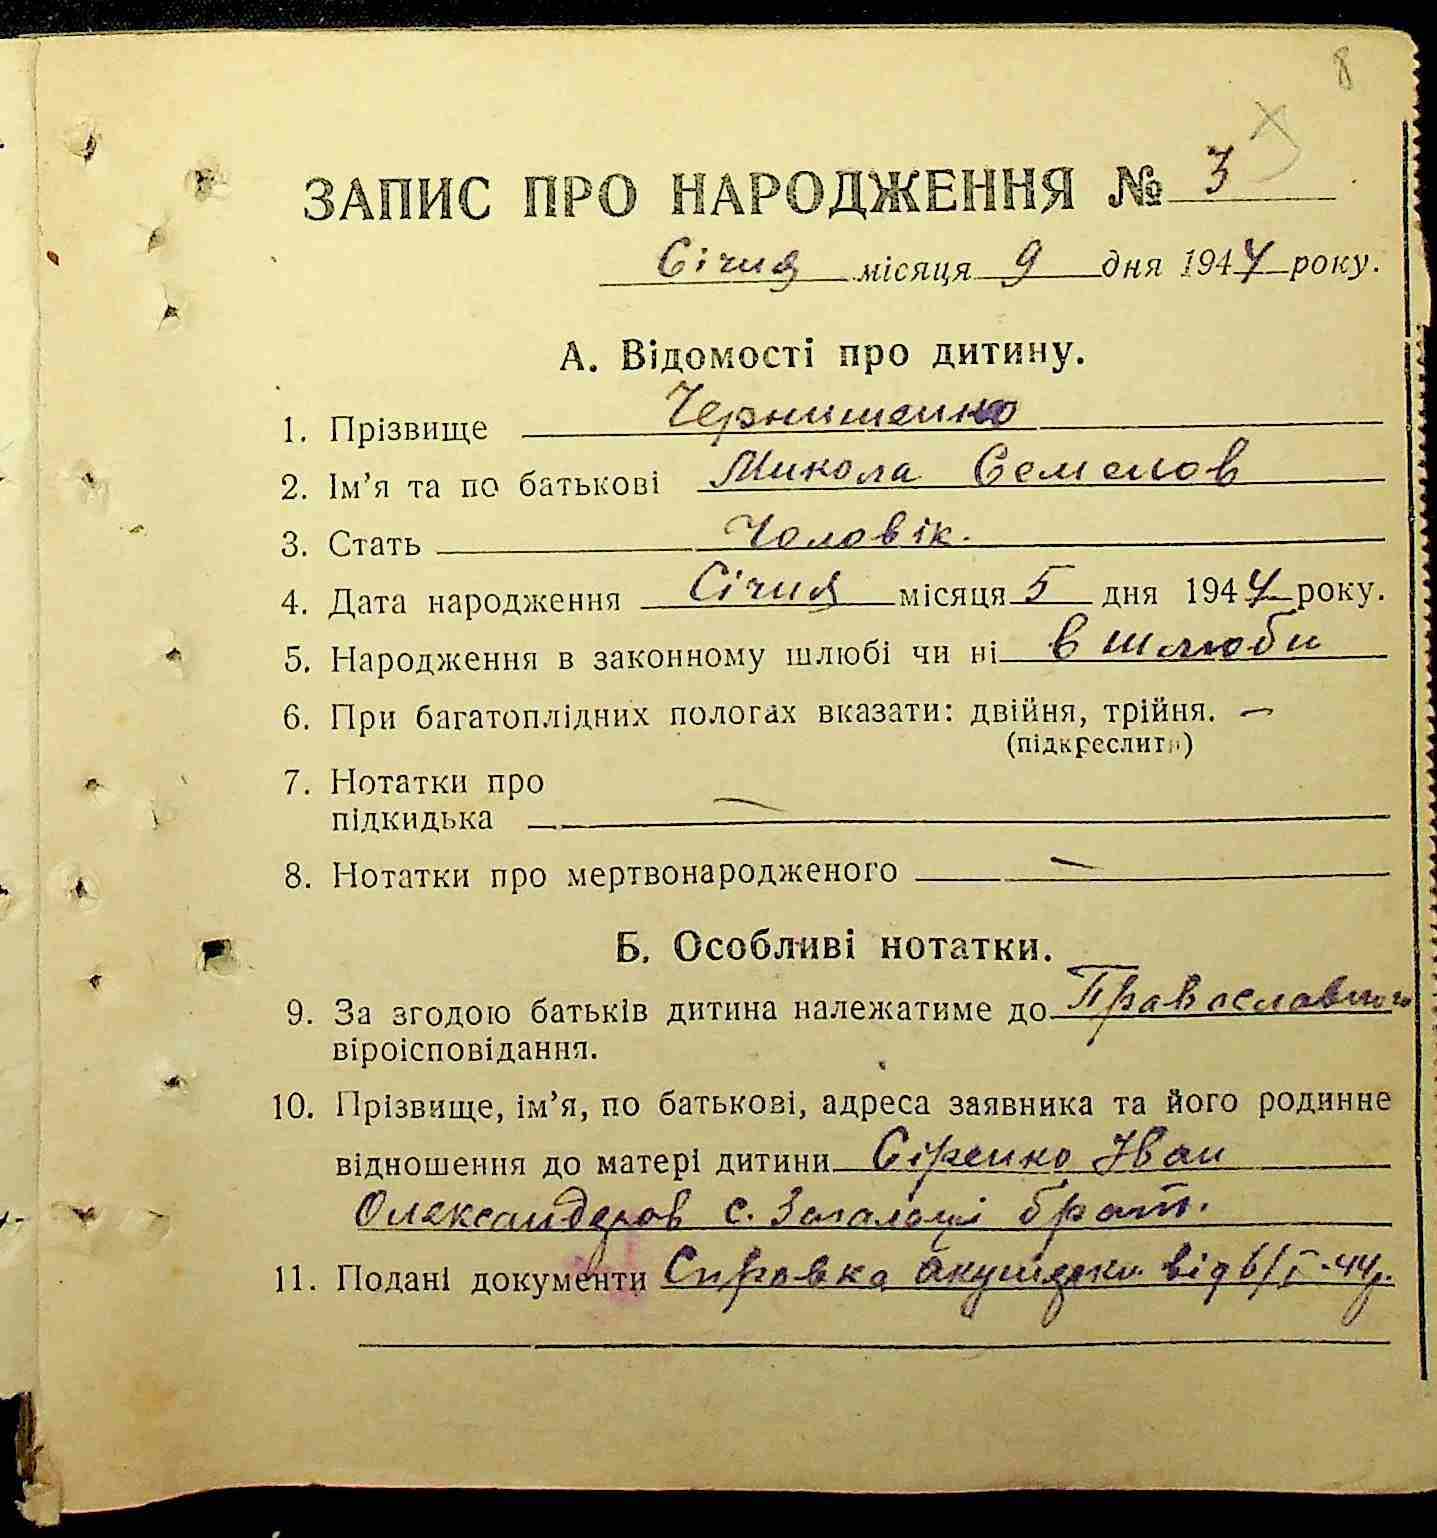 8
ЗАПИС ПРО НАРОДЖЕННЯ № 3
Січня місяця 9 дня 1944 року.
А. Відомості про дитину.
1. Прізвище Чернишенко
2. Ім'я та по батькові Микола Семенов
3. Стать Чоловік.
4. Дата народження Січня місяця 5 дня 1944 року.
5. Народження в законному шлюбі чи ні в шлюби
6. При багатоплідних пологах вказати: двійня, трійня. —
(підкреслити)
7. Нотатки про
підкидька —
8. Нотатки про мертвонародженого —
Б. Особливі нотатки.
9. За згодою батьків дитина належатиме до Православного
віроісповідання.
10. Прізвище, ім'я, по батькові, адреса заявника та його родинне
відношення до матері дитини Сіренко Іван
Олександров с. брат.
11. Подані документи Справка акушерки від 6/I-44р.